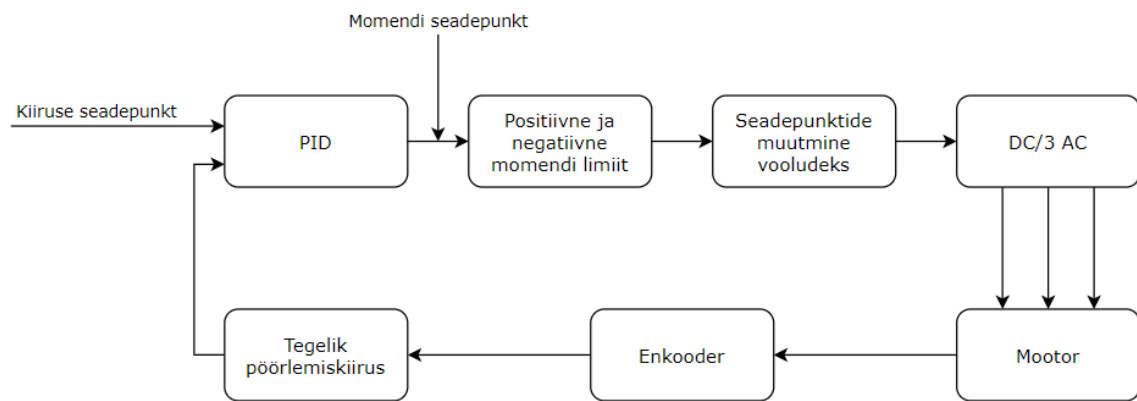 Momendi seadepunkt
Kiiruse seadepunkt
PID
Positiivne ja
negatiivne
momendi limiit
Seadepunktide
muutmine
vooludeks
DC/3 AC
Tegelik
pöörlemiskiirus
Enkooder
Mootor